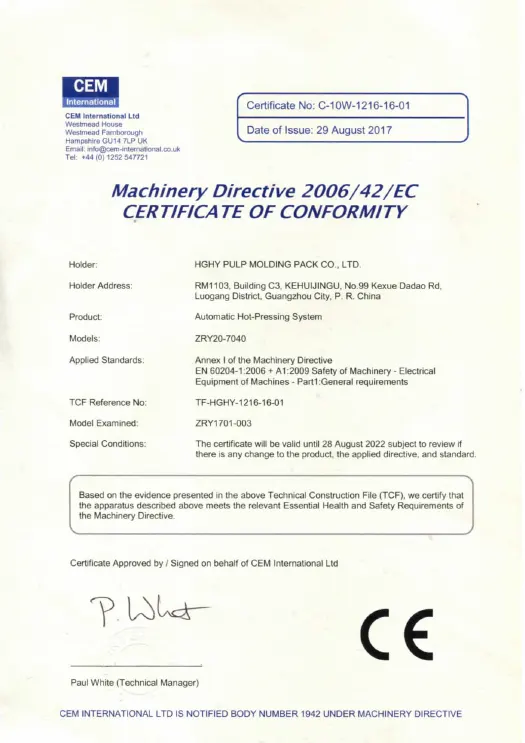 CEM
International
CEM International Ltd
Westmead House
Westmead Farnborough
Hampshire GU14 7LP UK
Email: info@cem-international.co.uk
Tel: +44 (0) 1252 547721
Certificate No: C-10W-1216-16-01
Date of Issue: 29 August 2017
Machinery Directive 2006/42/EC
CERTIFICATE OF CONFORMITY
Holder: HGHY PULP MOLDING PACK CO., LTD.
Holder Address: RM1103, Building C3, KEHUIJINGU, No.99 Kexue Dadao Rd,
Luogang District, Guangzhou City, P. R. China
Product: Automatic Hot-Pressing System
Models: ZRY20-7040
Applied Standards: Annex I of the Machinery Directive
EN 60204-1:2006 + A1:2009 Safety of Machinery - Electrical
Equipment of Machines - Part1:General requirements
TCF Reference No: TF-HGHY-1216-16-01
Model Examined: ZRY1701-003
Special Conditions: The certificate will be valid until 28 August 2022 subject to review if
there is any change to the product, the applied directive, and standard.
Based on the evidence presented in the above Technical Construction File (TCF), we certify that
the apparatus described above meets the relevant Essential Health and Safety Requirements of
the Machinery Directive.
Certificate Approved by / Signed on behalf of CEM International Ltd
P. White
CE
Paul White (Technical Manager)
CEM INTERNATIONAL LTD IS NOTIFIED BODY NUMBER 1942 UNDER MACHINERY DIRECTIVE